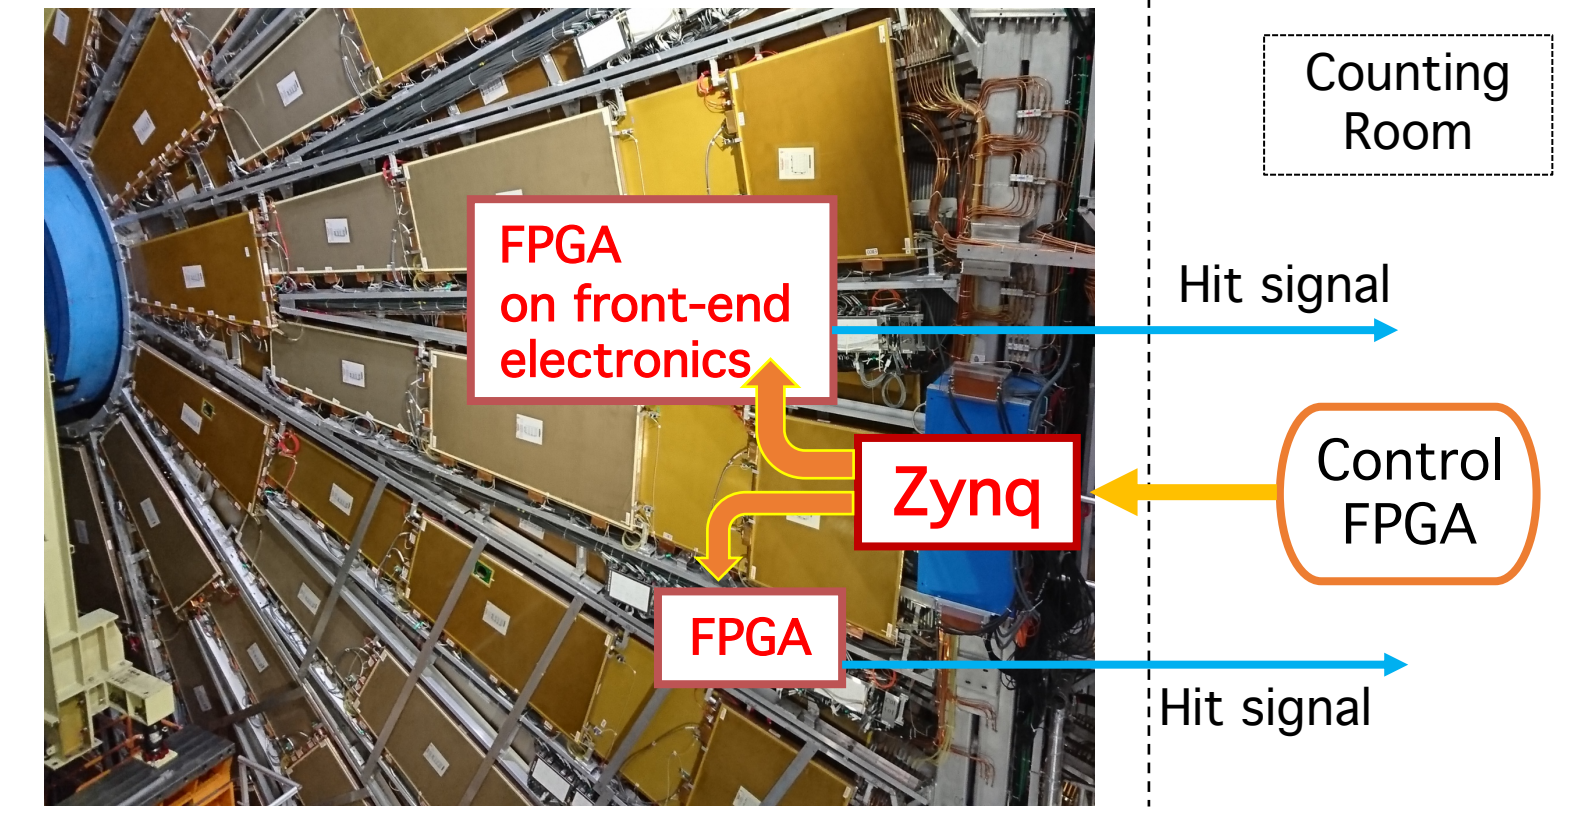 Counting
Room
FPGA
on front-end
electronics
Hit signal
Zynq
Control
FPGA
FPGA
Hit signal